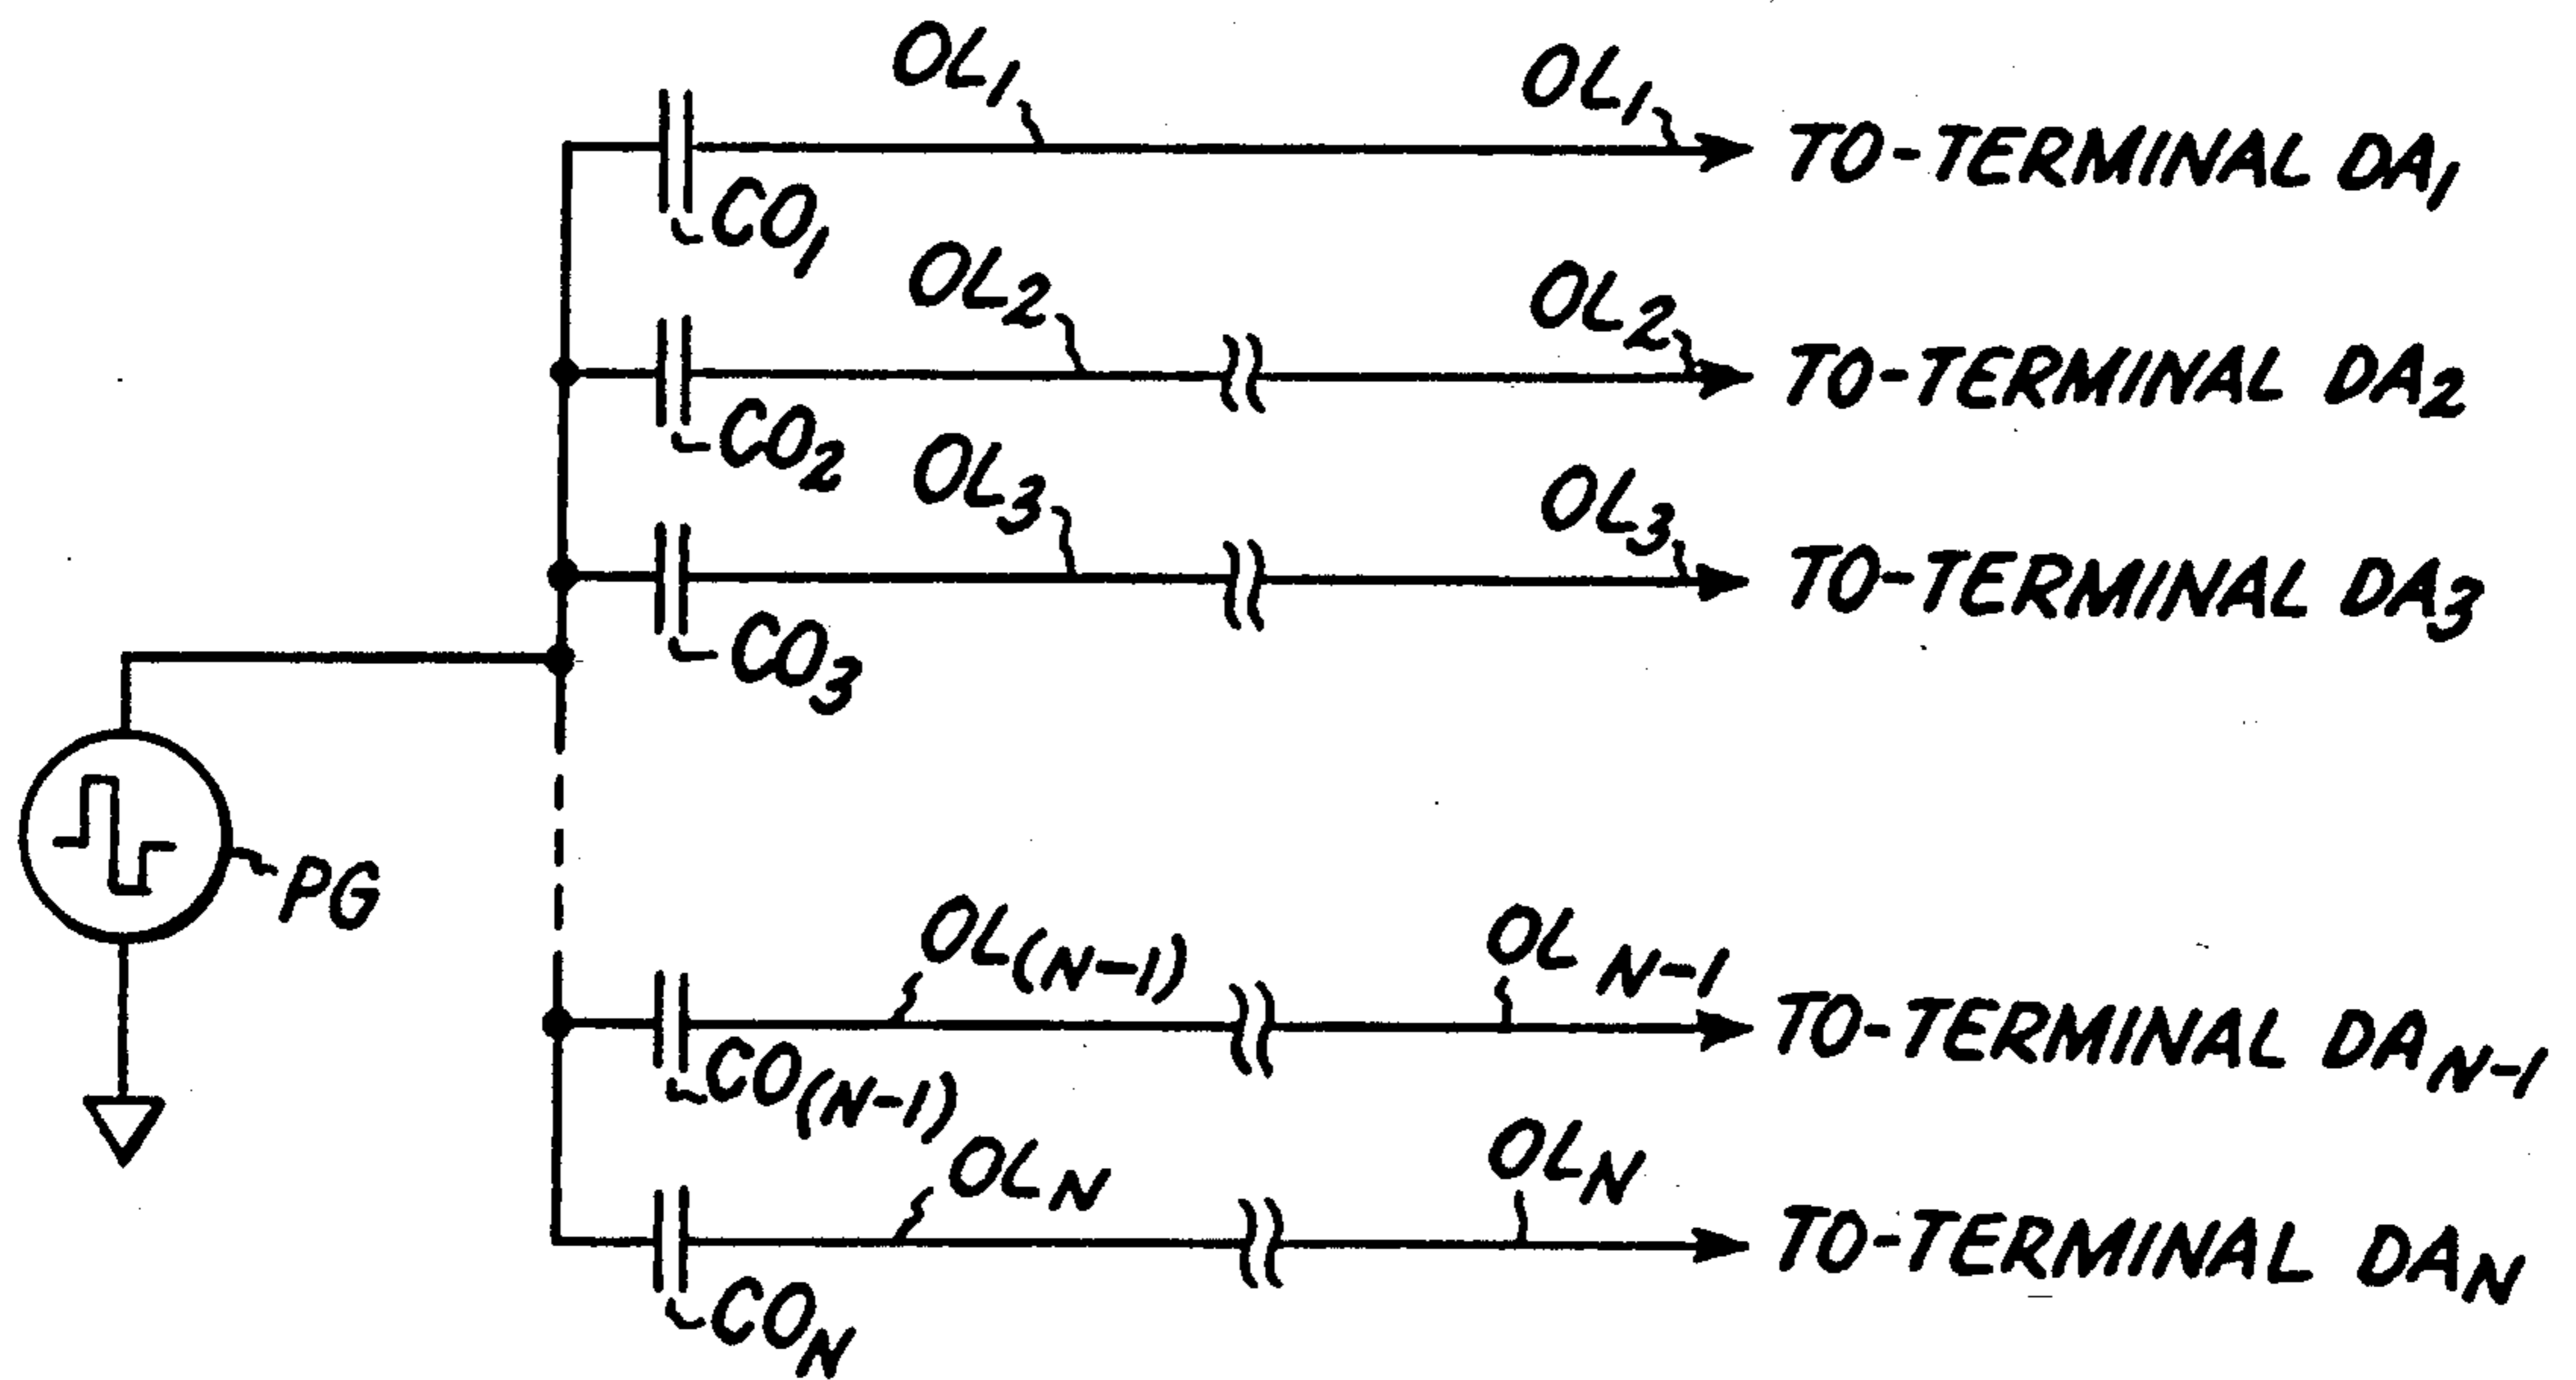 OL1
OL1
TO-TERMINAL DA1
CO1
OL2
OL2
TO-TERMINAL DA2
CO2
OL3
OL3
TO-TERMINAL DA3
CO3
PG
OL(N-1)
OL N-1
TO-TERMINAL DAN-1
CO(N-1)
OLN
OLN
TO-TERMINAL DAN
CON